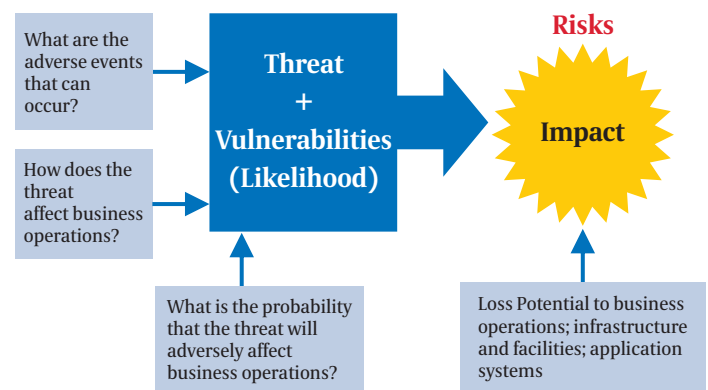 What are the
adverse events
that can
occur?
How does the
threat
affect business
operations?
Threat
+
Vulnerabilities
(Likelihood)
What is the probability
that the threat will
adversely affect
business operations?
Risks
Impact
Loss Potential to business
operations; infrastructure
and facilities; application
systems